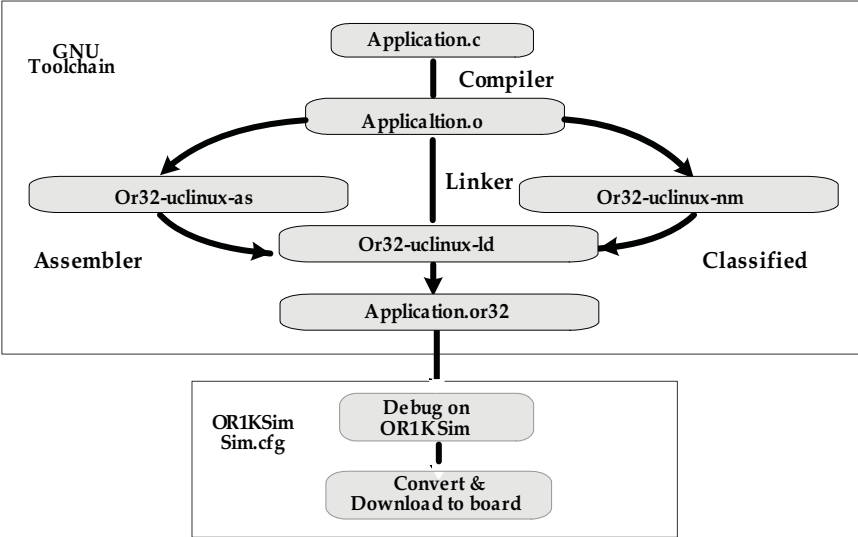 GNU
Toolchain
Application.c
Compiler
Applicaltion.o
Linker
Or32-uclinux-as
Or32-uclinux-nm
Assembler
Or32-uclinux-ld
Classified
Application.or32
OR1KSim
Sim.cfg
Debug on
OR1KSim
Convert &
Download to board